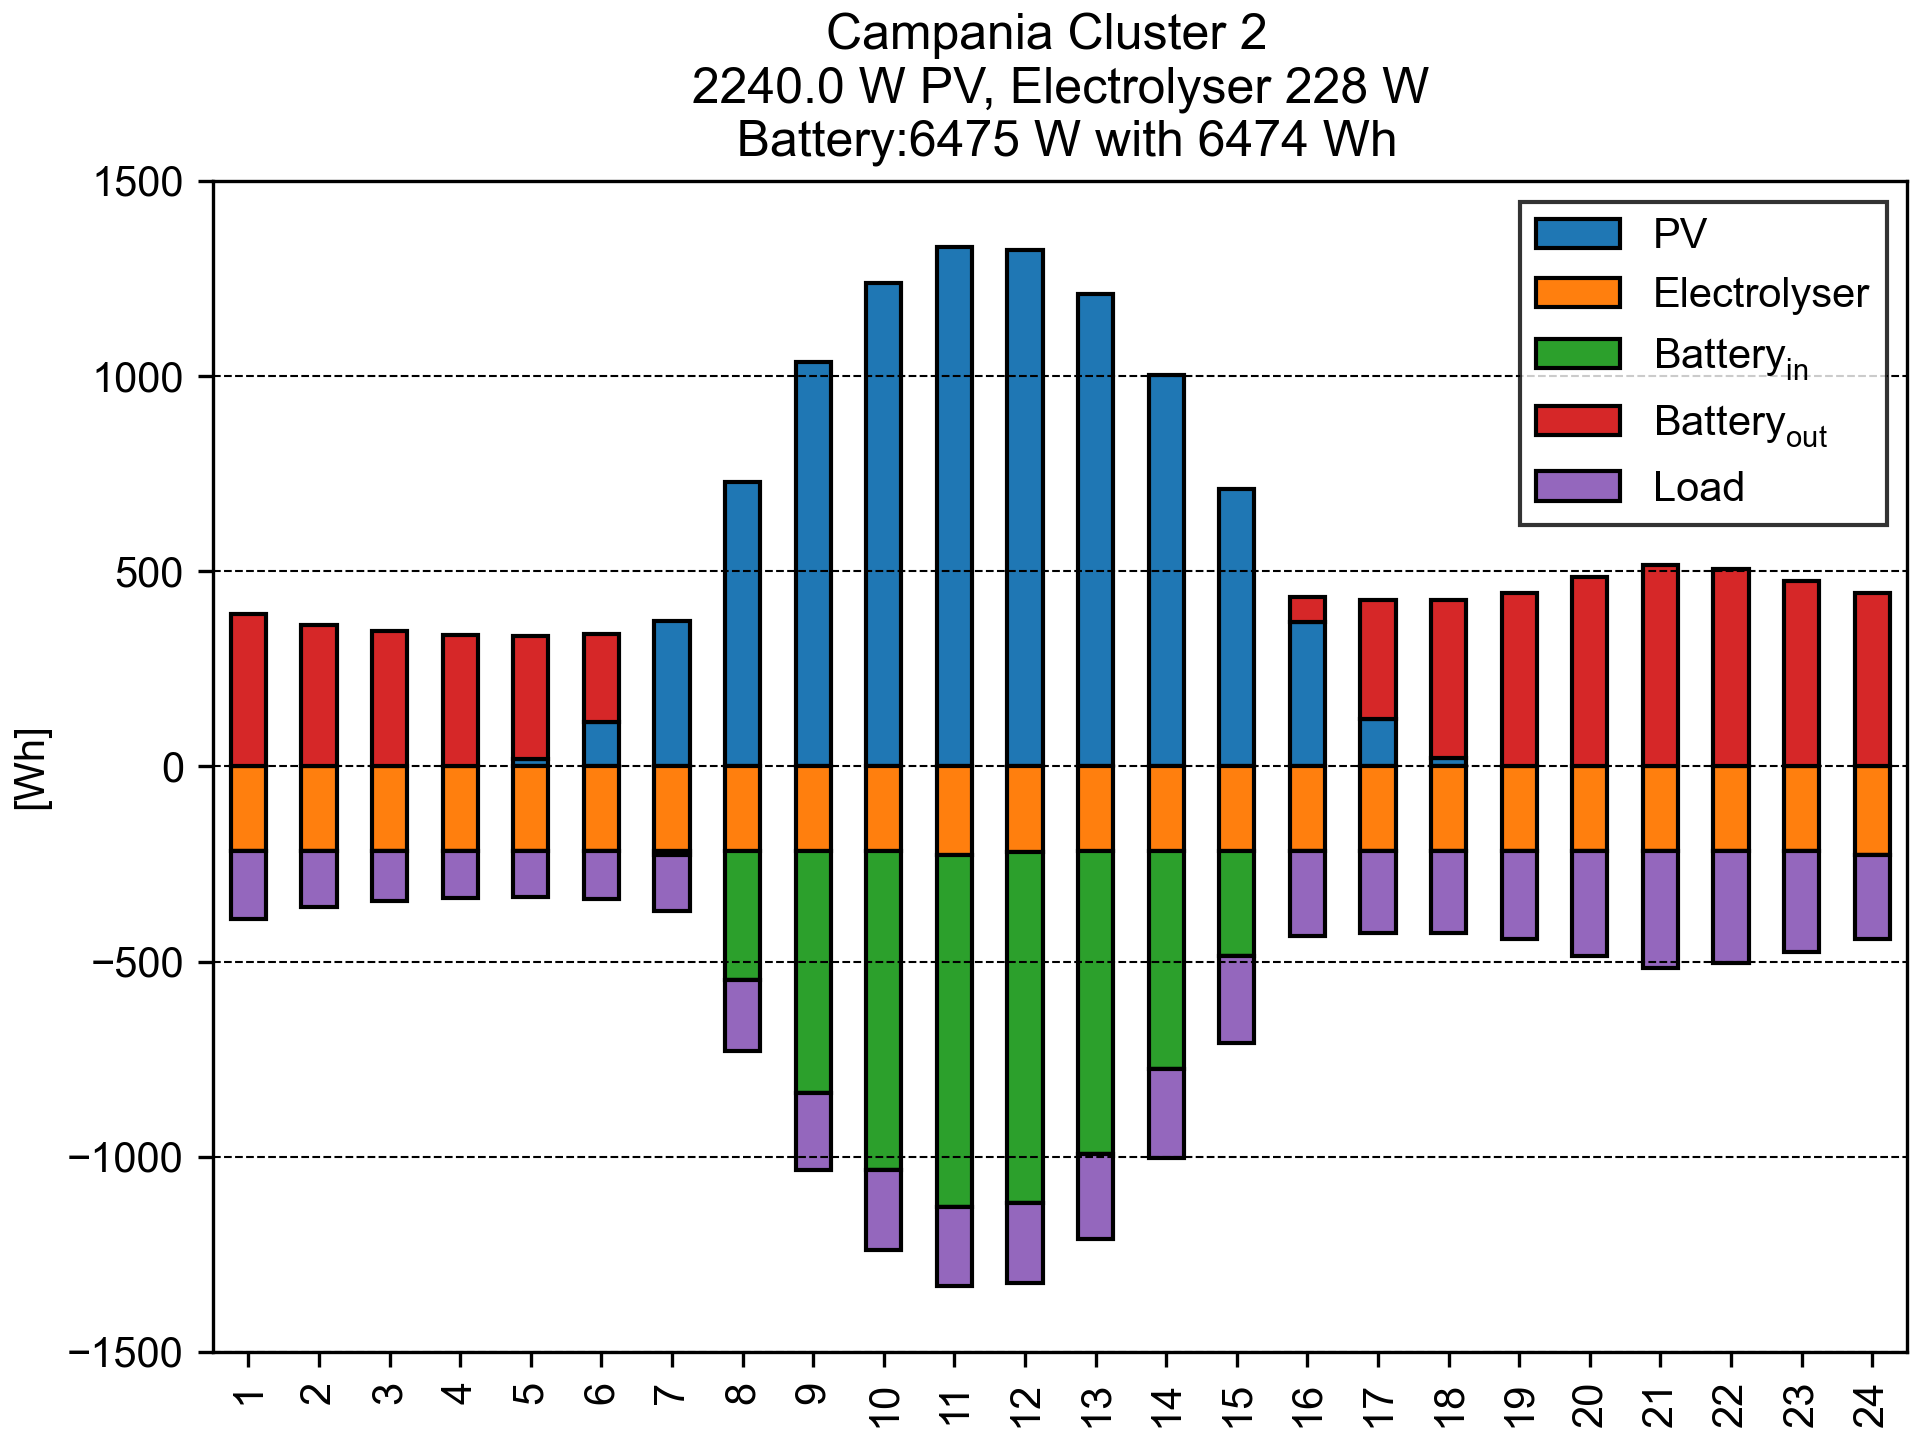 Campania Cluster 2
2240.0 W PV, Electrolyser 228 W
Battery:6475 W with 6474 Wh
1500
1000
500
0
−500
−1000
−1500
[Wh]
PV
Electrolyser
Battery_in
Battery_out
Load
1 2 3 4 5 6 7 8 9 10 11 12 13 14 15 16 17 18 19 20 21 22 23 24